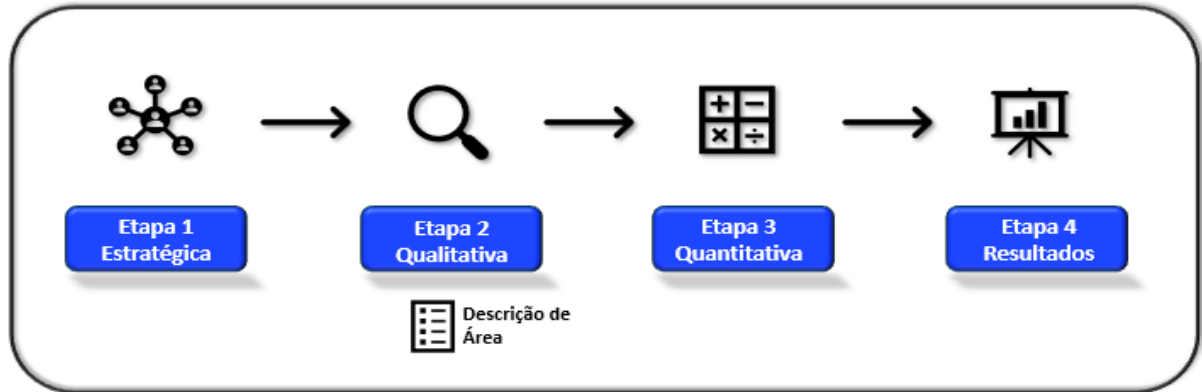 Etapa 1
Estratégica
Etapa 2
Qualitativa
Etapa 3
Quantitativa
Etapa 4
Resultados
Descrição de
Área